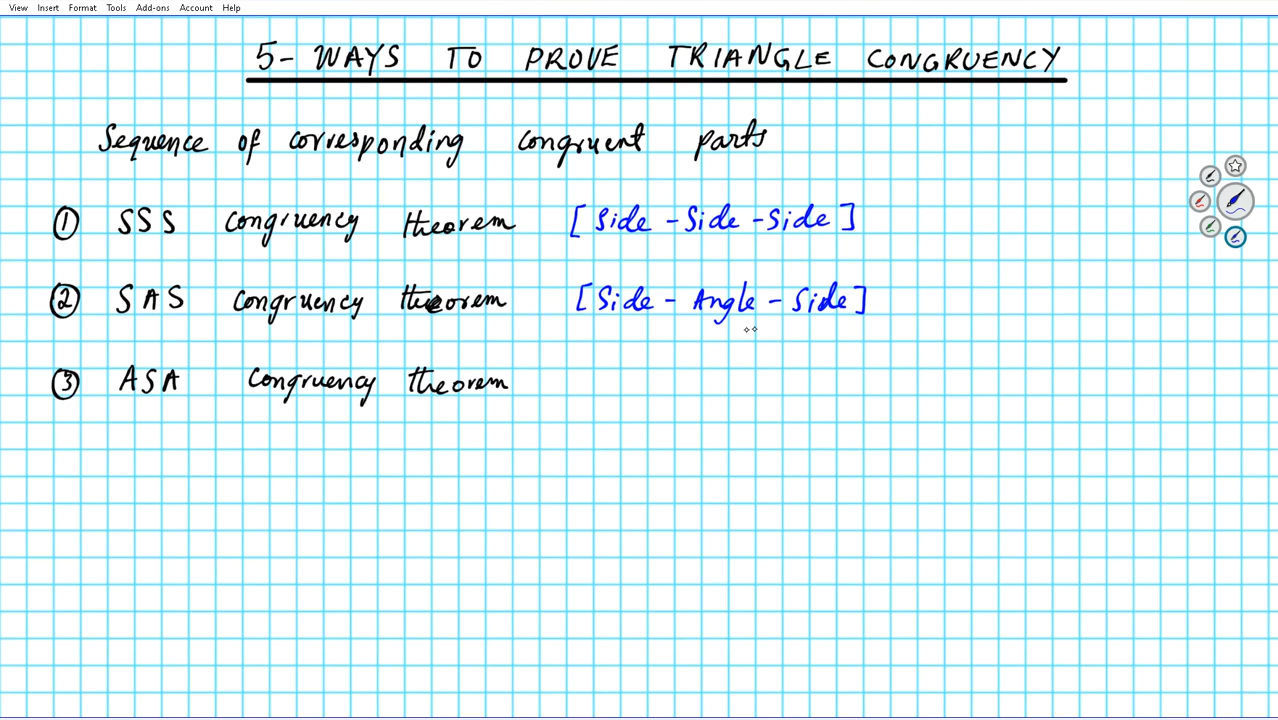 View Insert Format Tools Add-ons Account Help
5- WAYS TO PROVE TRIANGLE CONGRUENCY
Sequence of corresponding congruent parts
① SSS congruency theorem [Side - Side - Side]
② SAS congruency theorem [Side - Angle - Side]
③ ASA congruency theorem